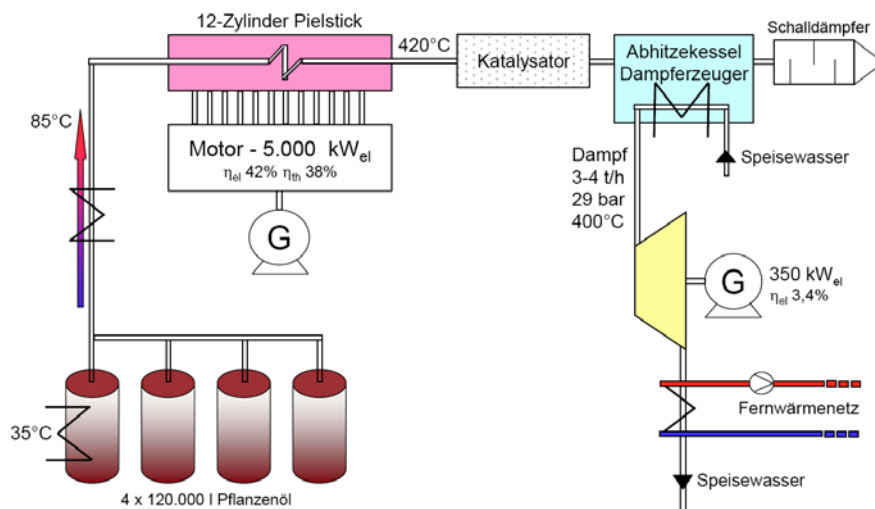 12-Zylinder Pielstick
420°C
Katalysator
Abhitzekessel
Dampferzeuger
Schalldämpfer
85°C
Motor - 5.000 kWel
ηel 42% ηth 38%
G
Dampf
3-4 t/h
29 bar
400°C
Speisewasser
G
350 kWel
ηel 3,4%
Fernwärmenetz
35°C
Speisewasser
4 x 120.000 l Pflanzenöl